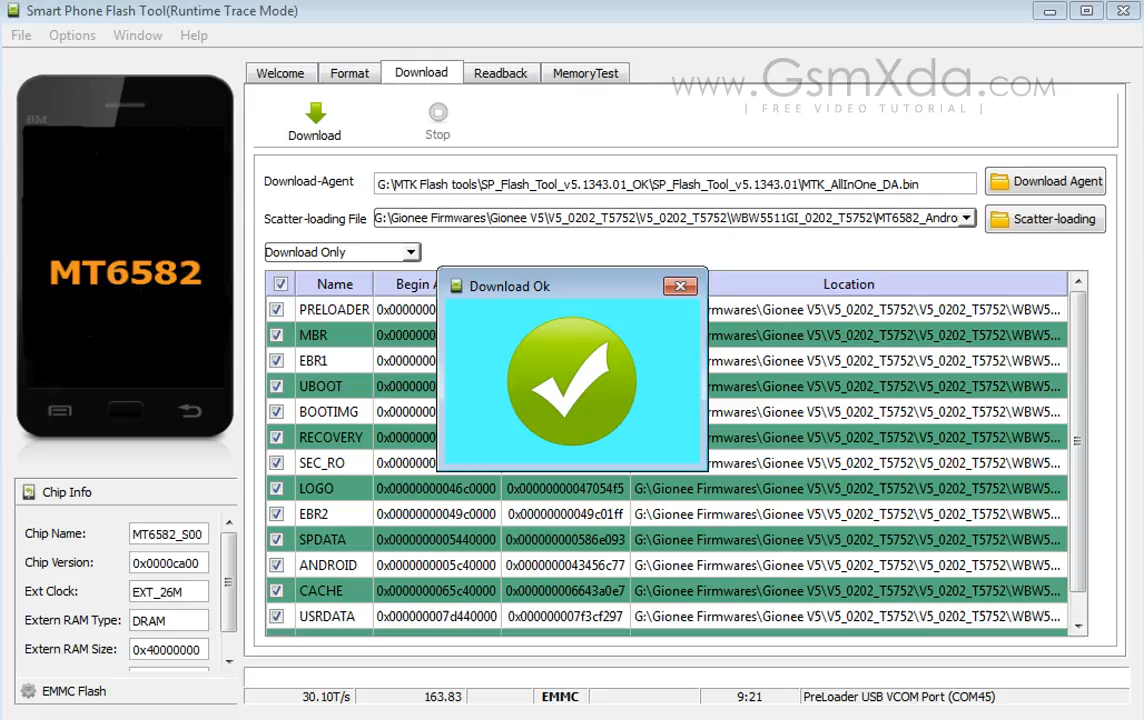 Smart Phone Flash Tool(Runtime Trace Mode)
File Options Window Help
Welcome Format Download Readback MemoryTest
www.GsmXda.com
| FREE VIDEO TUTORIAL |
BM
MT6582
Download Stop
Download-Agent G:\MTK Flash tools\SP_Flash_Tool_v5.1343.01_OK\SP_Flash_Tool_v5.1343.01\MTK_AllInOne_DA.bin Download Agent
Scatter-loading File G:\Gionee Firmwares\Gionee V5\V5_0202_T5752\V5_0202_T5752\WBW5511GI_0202_T5752\MT6582_Andro Scatter-loading
Download Only
Name Begin A Location
Download Ok
PRELOADER 0x0000000 rmwares\Gionee V5\V5_0202_T5752\V5_0202_T5752\WBW5...
MBR 0x0000000 rmwares\Gionee V5\V5_0202_T5752\V5_0202_T5752\WBW5...
EBR1 0x0000000 rmwares\Gionee V5\V5_0202_T5752\V5_0202_T5752\WBW5...
UBOOT 0x0000000 rmwares\Gionee V5\V5_0202_T5752\V5_0202_T5752\WBW5...
BOOTIMG 0x0000000 rmwares\Gionee V5\V5_0202_T5752\V5_0202_T5752\WBW5...
RECOVERY 0x0000000 rmwares\Gionee V5\V5_0202_T5752\V5_0202_T5752\WBW5...
SEC_RO 0x0000000 rmwares\Gionee V5\V5_0202_T5752\V5_0202_T5752\WBW5...
LOGO 0x00000000046c0000 0x00000000047054f5 G:\Gionee Firmwares\Gionee V5\V5_0202_T5752\V5_0202_T5752\WBW5...
EBR2 0x00000000049c0000 0x00000000049c01ff G:\Gionee Firmwares\Gionee V5\V5_0202_T5752\V5_0202_T5752\WBW5...
SPDATA 0x0000000005440000 0x000000000586e093 G:\Gionee Firmwares\Gionee V5\V5_0202_T5752\V5_0202_T5752\WBW5...
ANDROID 0x0000000005c40000 0x0000000043456c77 G:\Gionee Firmwares\Gionee V5\V5_0202_T5752\V5_0202_T5752\WBW5...
CACHE 0x0000000065c40000 0x000000006643a0e7 G:\Gionee Firmwares\Gionee V5\V5_0202_T5752\V5_0202_T5752\WBW5...
USRDATA 0x000000007d440000 0x000000007f3cf297 G:\Gionee Firmwares\Gionee V5\V5_0202_T5752\V5_0202_T5752\WBW5...
Chip Info
Chip Name: MT6582_S00
Chip Version: 0x0000ca00
Ext Clock: EXT_26M
Extern RAM Type: DRAM
Extern RAM Size: 0x40000000
EMMC Flash
30.10T/s 163.83 EMMC 9:21 PreLoader USB VCOM Port (COM45)